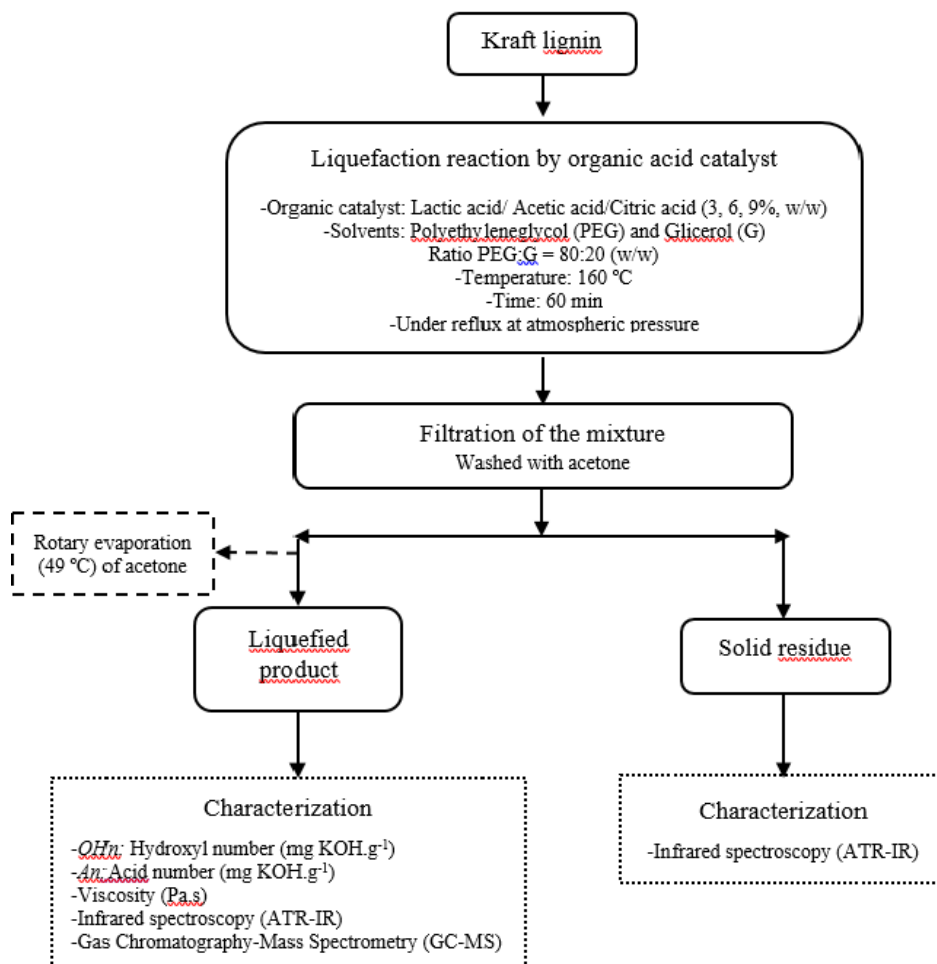 Kraft lignin
Liquefaction reaction by organic acid catalyst
-Organic catalyst: Lactic acid/ Acetic acid/Citric acid (3, 6, 9%, w/w)
-Solvents: Polyethyleneglycol (PEG) and Glicerol (G)
Ratio PEG:G = 80:20 (w/w)
-Temperature: 160 °C
-Time: 60 min
-Under reflux at atmospheric pressure
Filtration of the mixture
Washed with acetone
Rotary evaporation
(49 °C) of acetone
Liquefied
product
Solid residue
Characterization
-OHn: Hydroxyl number (mg KOH.g-1)
-An:Acid number (mg KOH.g-1)
-Viscosity (Pa.s)
-Infrared spectroscopy (ATR-IR)
-Gas Chromatography-Mass Spectrometry (GC-MS)
Characterization
-Infrared spectroscopy (ATR-IR)